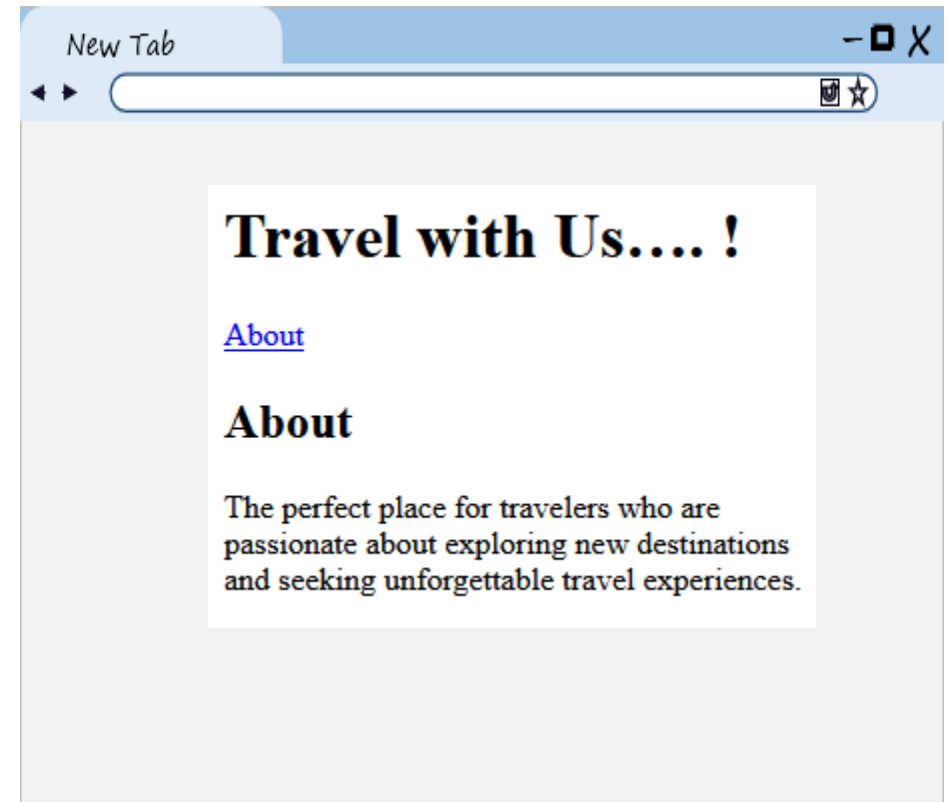 New Tab
Travel with Us…. !
About
About
The perfect place for travelers who are
passionate about exploring new destinations
and seeking unforgettable travel experiences.